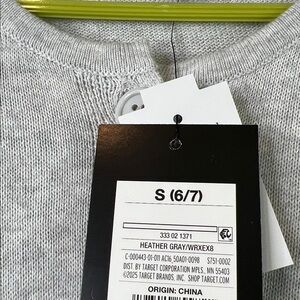 S (6/7)
333 02 1371
HEATHER GRAY/WRXEX8
C-000443-01-011 AC16 50A01-0098 S751-0002
DIST. BY TARGET CORPORATION MPLS., MN 55403
©2025 TARGET BRANDS, INC. SHOP TARGET.COM
ORIGIN: CHINA